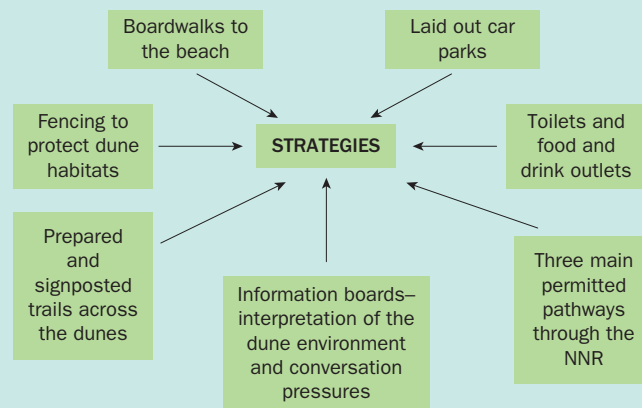 Boardwalks to
the beach
Laid out car
parks
Fencing to
protect dune
habitats
STRATEGIES
Toilets and
food and
drink outlets
Prepared
and
signposted
trails across
the dunes
Information boards–
interpretation of the
dune environment
and conversation
pressures
Three main
permitted
pathways
through the
NNR